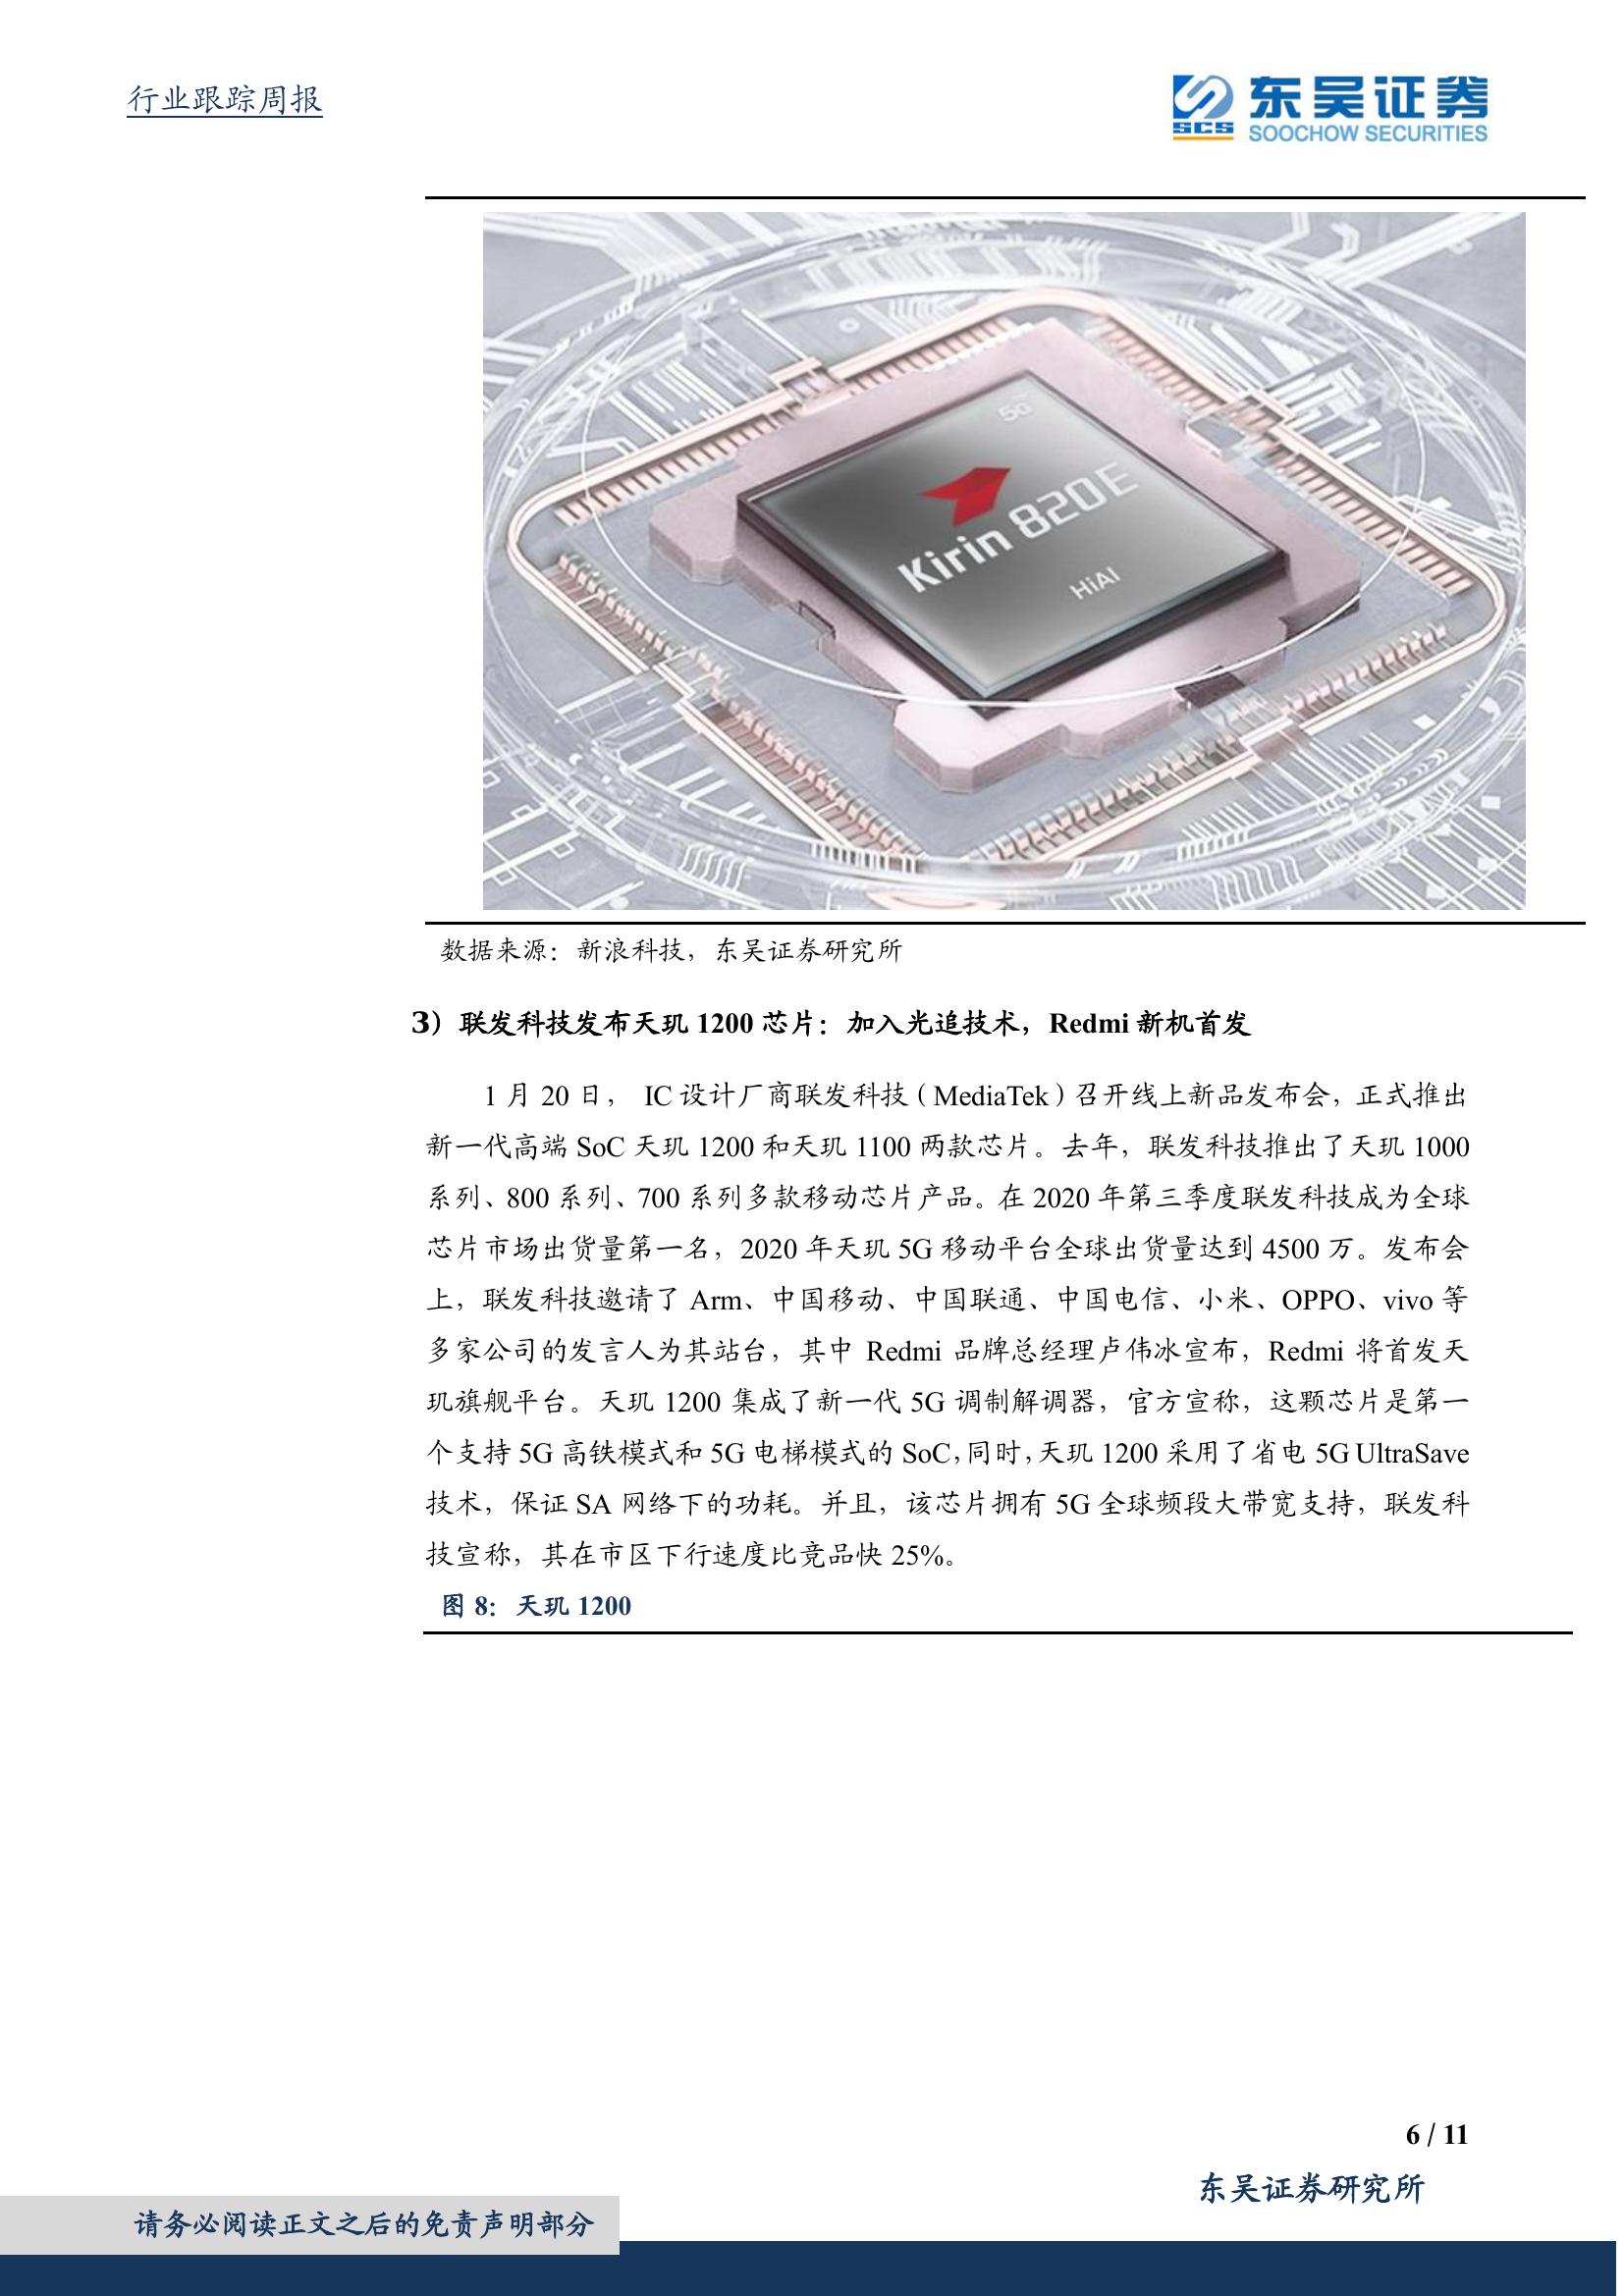 行业跟踪周报
东吴证券
SCS
SOOCHOW SECURITIES
5G
Kirin 820E
HiAI
数据来源：新浪科技，东吴证券研究所
3）联发科技发布天玑 1200 芯片：加入光追技术，Redmi 新机首发
1 月 20 日， IC 设计厂商联发科技（MediaTek）召开线上新品发布会，正式推出
新一代高端 SoC 天玑 1200 和天玑 1100 两款芯片。去年，联发科技推出了天玑 1000
系列、800 系列、700 系列多款移动芯片产品。在 2020 年第三季度联发科技成为全球
芯片市场出货量第一名，2020 年天玑 5G 移动平台全球出货量达到 4500 万。发布会
上，联发科技邀请了 Arm、中国移动、中国联通、中国电信、小米、OPPO、vivo 等
多家公司的发言人为其站台，其中 Redmi 品牌总经理卢伟冰宣布，Redmi 将首发天
玑旗舰平台。天玑 1200 集成了新一代 5G 调制解调器，官方宣称，这颗芯片是第一
个支持 5G 高铁模式和 5G 电梯模式的 SoC，同时，天玑 1200 采用了省电 5G UltraSave
技术，保证 SA 网络下的功耗。并且，该芯片拥有 5G 全球频段大带宽支持，联发科
技宣称，其在市区下行速度比竞品快 25%。
图 8：天玑 1200
6 / 11
东吴证券研究所
请务必阅读正文之后的免责声明部分